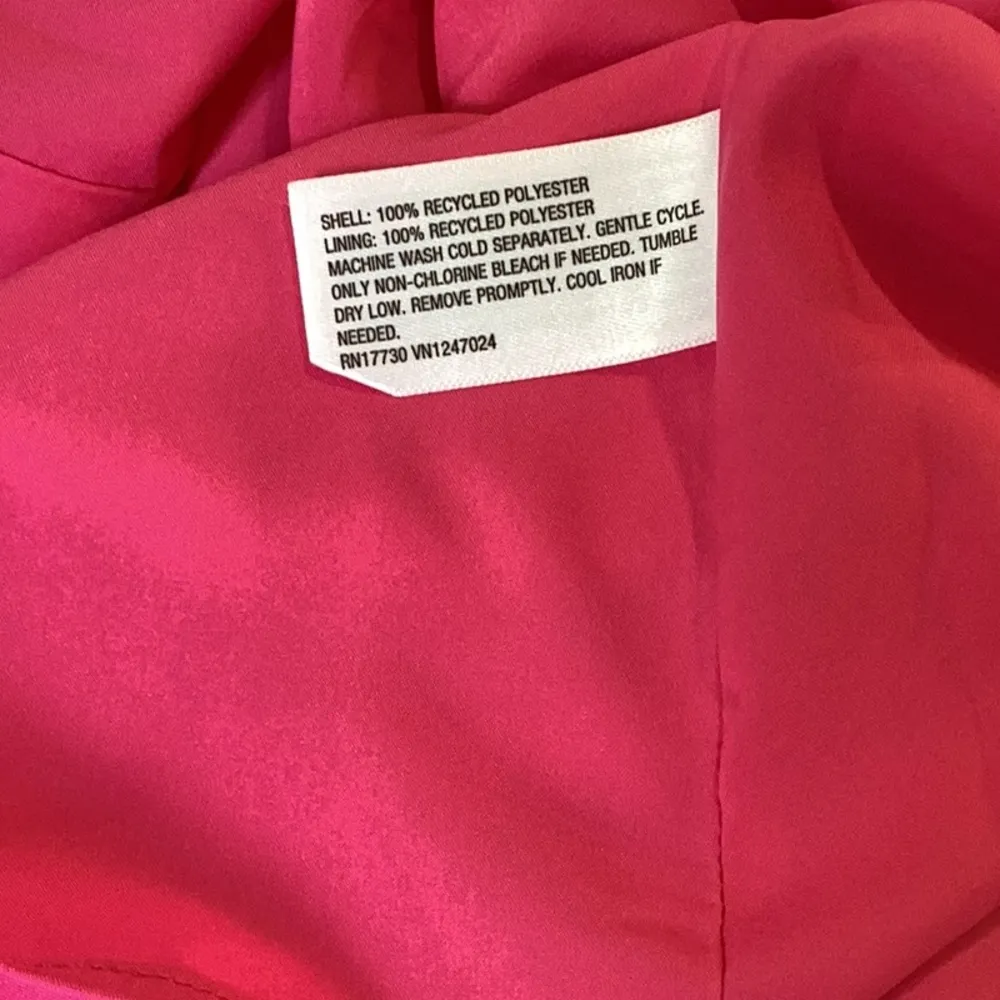 SHELL: 100% RECYCLED POLYESTER
LINING: 100% RECYCLED POLYESTER
MACHINE WASH COLD SEPARATELY. GENTLE CYCLE.
ONLY NON-CHLORINE BLEACH IF NEEDED. TUMBLE
DRY LOW. REMOVE PROMPTLY. COOL IRON IF
NEEDED.
RN17730 VN1247024